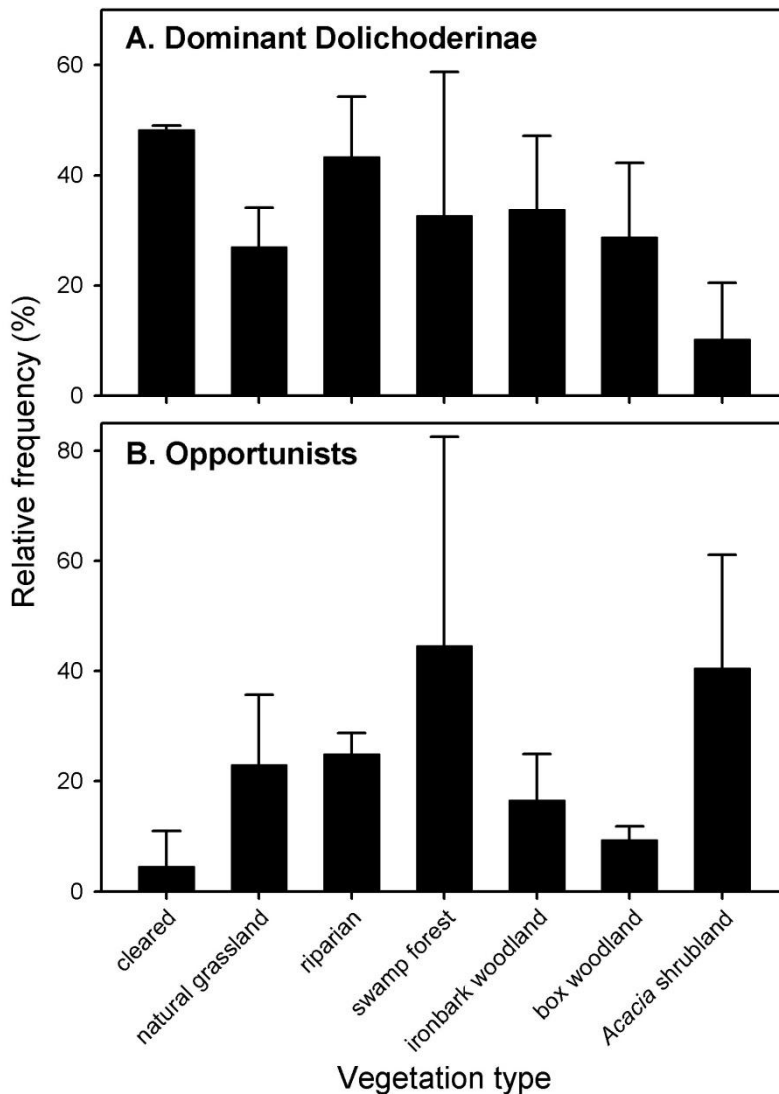 A. Dominant Dolichoderinae
60
40
20
0
B. Opportunists
80
60
40
20
0
Relative frequency (%)
cleared
natural grassland
riparian
swamp forest
ironbark woodland
box woodland
Acacia shrubland
Vegetation type